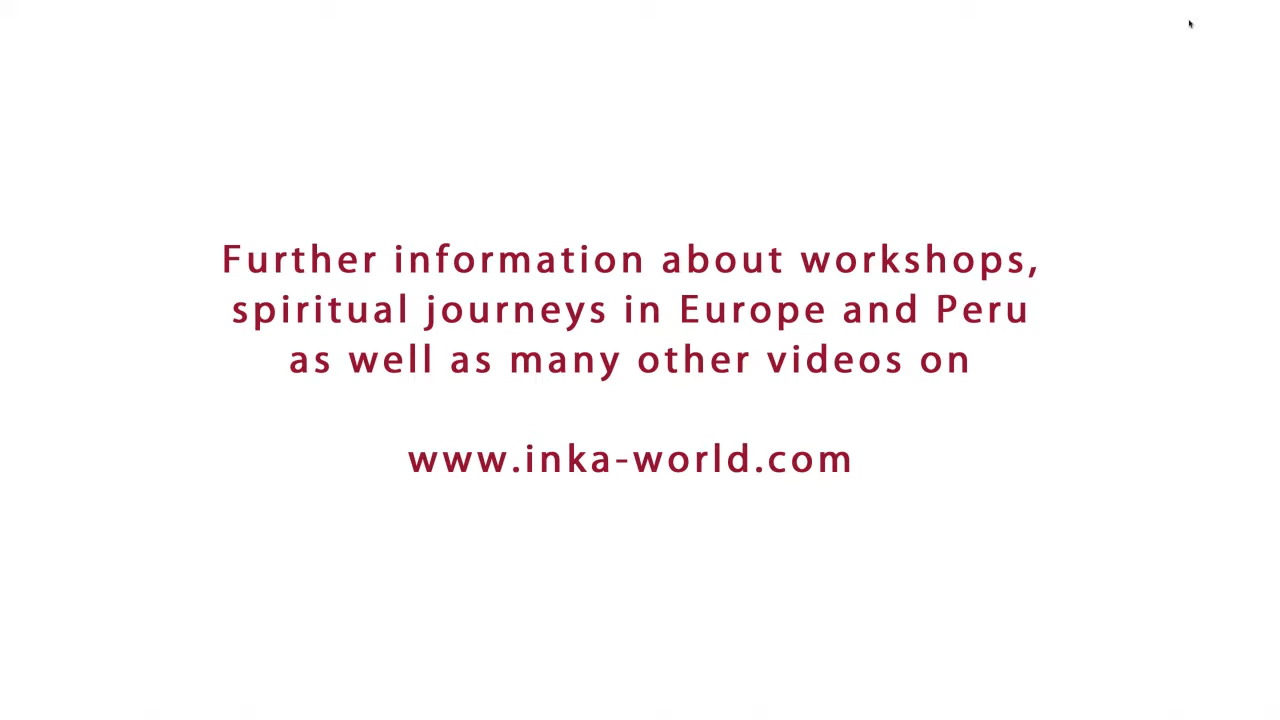 Further information about workshops,
spiritual journeys in Europe and Peru
as well as many other videos on
www.inka-world.com